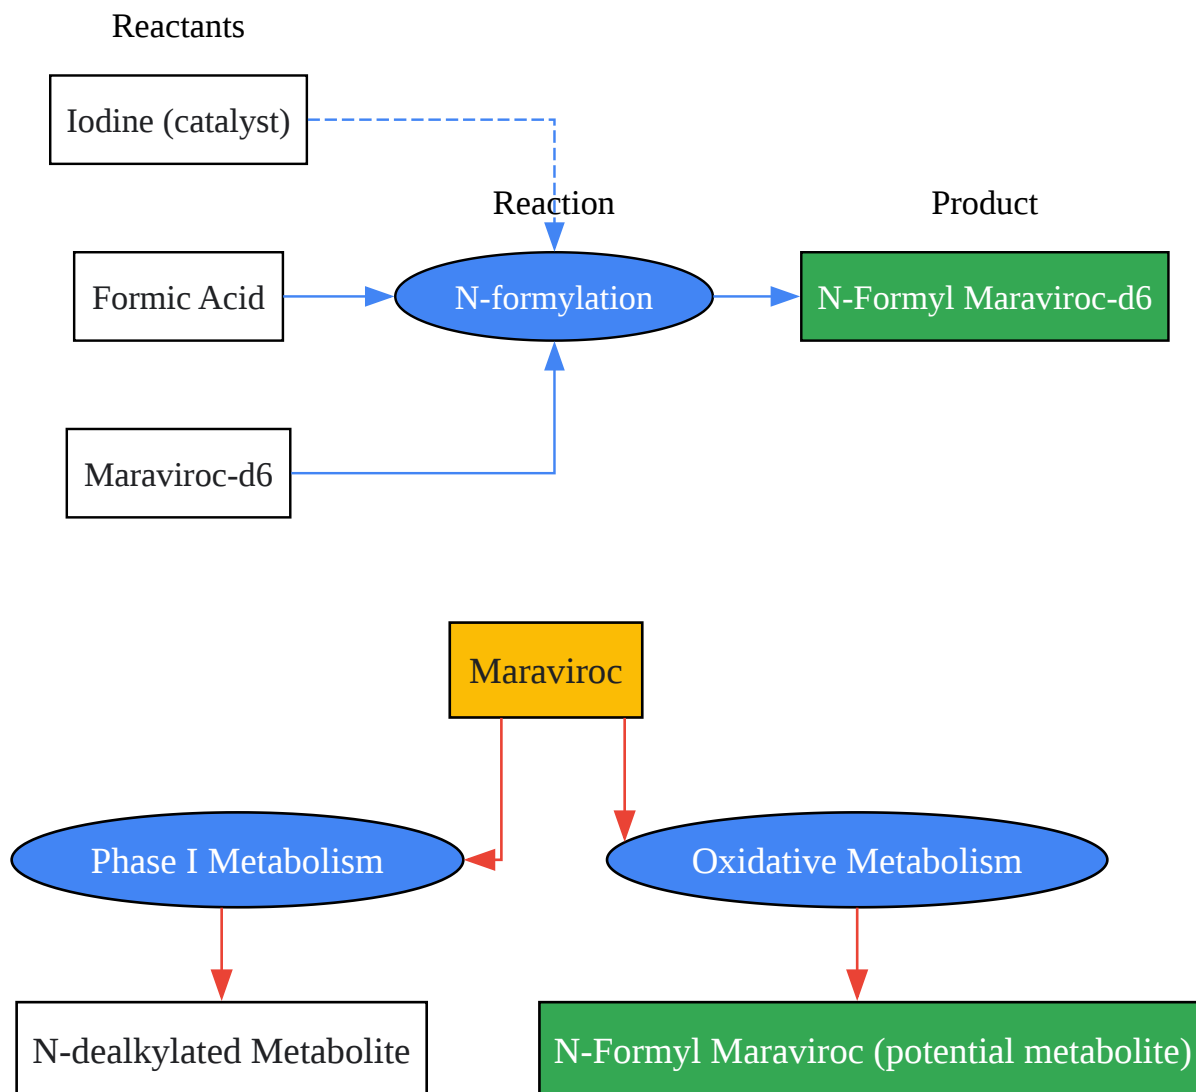 Reactants
Iodine (catalyst)
Reaction
Product
Formic Acid
N-formylation
N-Formyl Maraviroc-d6
Maraviroc-d6
Maraviroc
Phase I Metabolism
Oxidative Metabolism
N-dealkylated Metabolite
N-Formyl Maraviroc (potential metabolite)